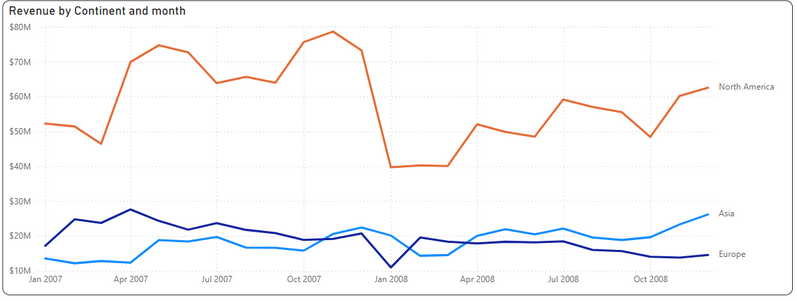 Revenue by Continent and month
$80M
$70M
$60M
$50M
$40M
$30M
$20M
$10M
North America
Asia
Europe
Jan 2007 Apr 2007 Jul 2007 Oct 2007 Jan 2008 Apr 2008 Jul 2008 Oct 2008